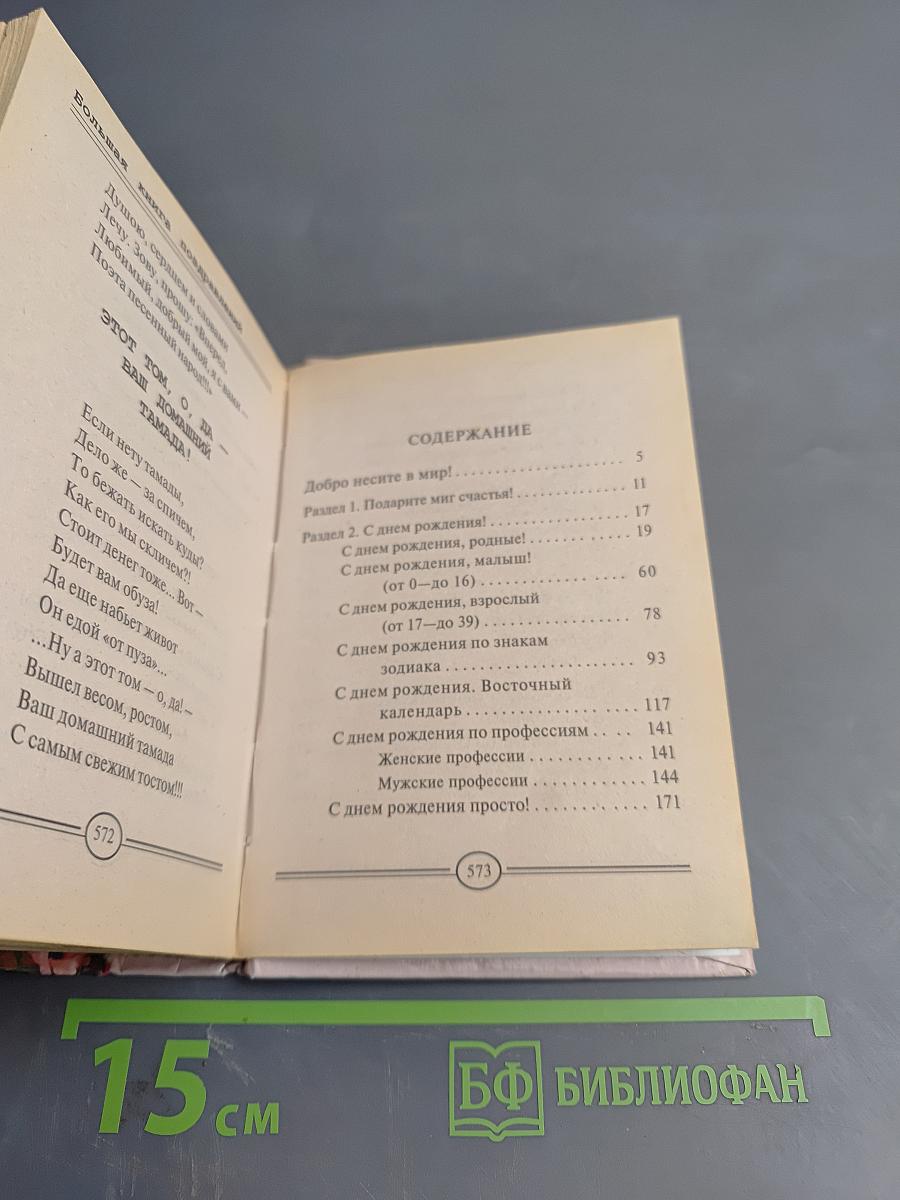 Большая книга поздравлений
Душою, сердцем и словами
Лечу. Зову, прошу: «Вперед,
Любимый, добрый мой, я с вами —
Поэта песенный народ!!!»
ЭТОТ ТОМ, О, ДА —
ВАШ ДОМАШНИЙ
ТАМАДА!
Если нету тамады,
Дело же — за спичем,
То бежать искать куды?
Как его мы скличем?!
Стоит денег тоже... Вот —
Будет вам обуза!
Да еще набьет живот
Он едой «от пуза»...
...Ну а этот том — о, да! —
Вышел весом, ростом,
Ваш домашний тамада
С самым свежим тостом!!!
572
СОДЕРЖАНИЕ
Добро несите в мир! . . . . . . . . . . . . . . . . . . . . . 5
Раздел 1. Подарите миг счастья! . . . . . . . . . . . . . . 11
Раздел 2. С днем рождения! . . . . . . . . . . . . . . . . . 17
С днем рождения, родные! . . . . . . . . . . . . 19
С днем рождения, малыш!
(от 0—до 16) . . . . . . . . . . . . . . . . . . 60
С днем рождения, взрослый
(от 17—до 39) . . . . . . . . . . . . . . . . . . 78
С днем рождения по знакам
зодиака . . . . . . . . . . . . . . . . . . . . . . . 93
С днем рождения. Восточный
календарь . . . . . . . . . . . . . . . . . . . . . 117
С днем рождения по профессиям . . . . 141
Женские профессии . . . . . . . . . . . . 141
Мужские профессии . . . . . . . . . . . . 144
С днем рождения просто! . . . . . . . . . . . . 171
573
15 см
БФ БИБЛИОФАН